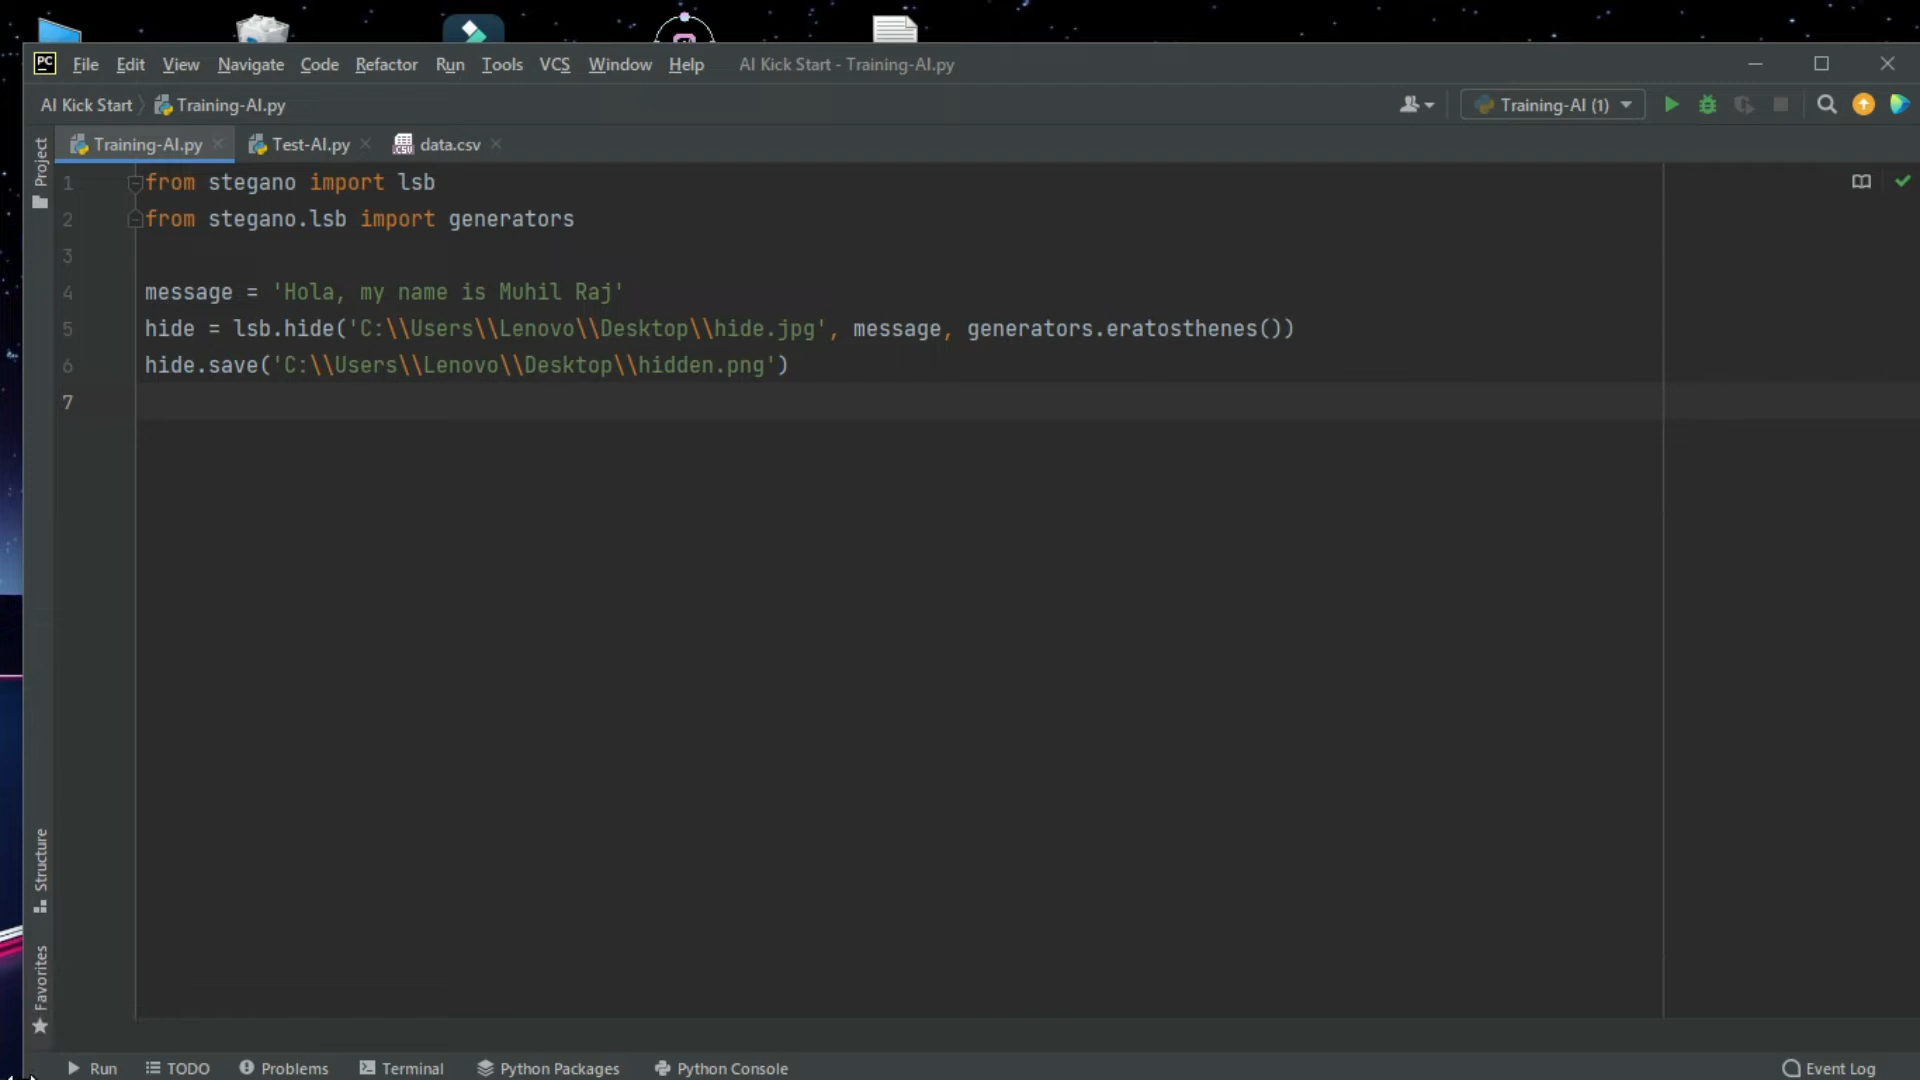 PC File Edit View Navigate Code Refactor Run Tools VCS Window Help AI Kick Start - Training-AI.py
AI Kick Start Training-AI.py Training-AI (1)
Training-AI.py Test-AI.py data.csv
Project
1 from stegano import lsb
2 from stegano.lsb import generators
3
4 message = 'Hola, my name is Muhil Raj'
5 hide = lsb.hide('C:\\Users\\Lenovo\\Desktop\\hide.jpg', message, generators.eratosthenes())
6 hide.save('C:\\Users\\Lenovo\\Desktop\\hidden.png')
7
Structure
Favorites
Run TODO Problems Terminal Python Packages Python Console Event Log